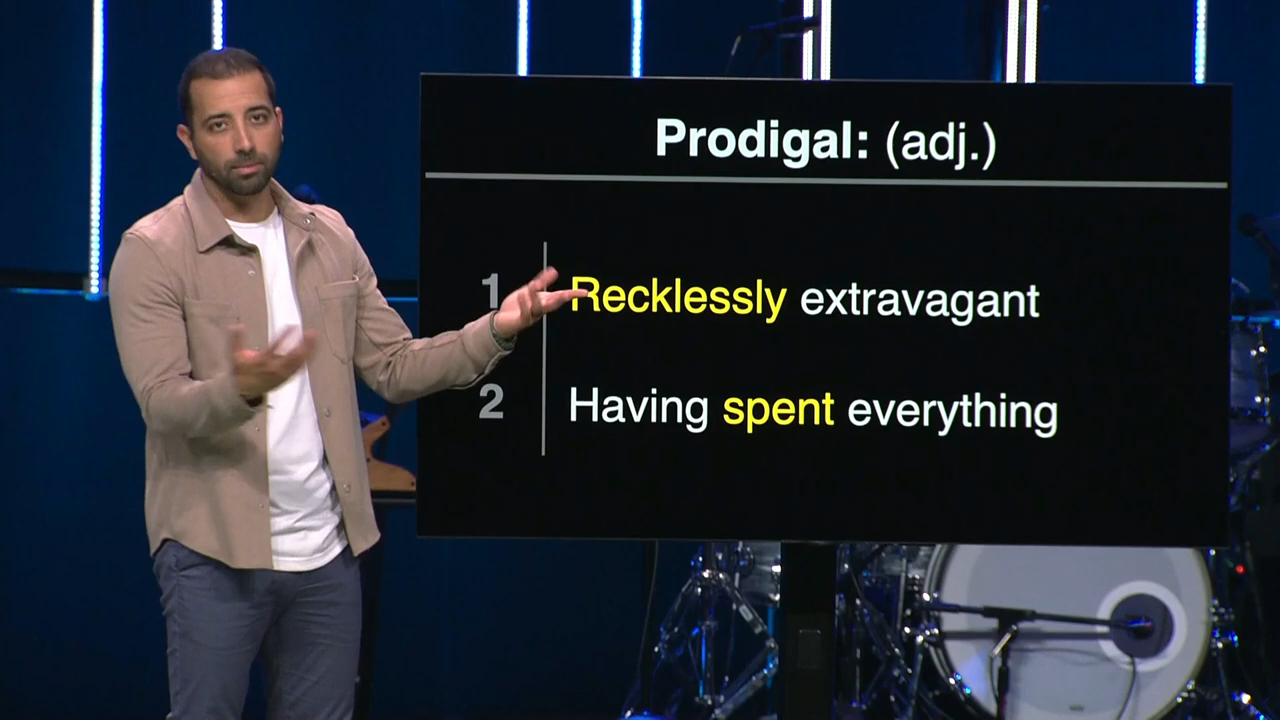 Prodigal: (adj.)
1 Recklessly extravagant
2 Having spent everything